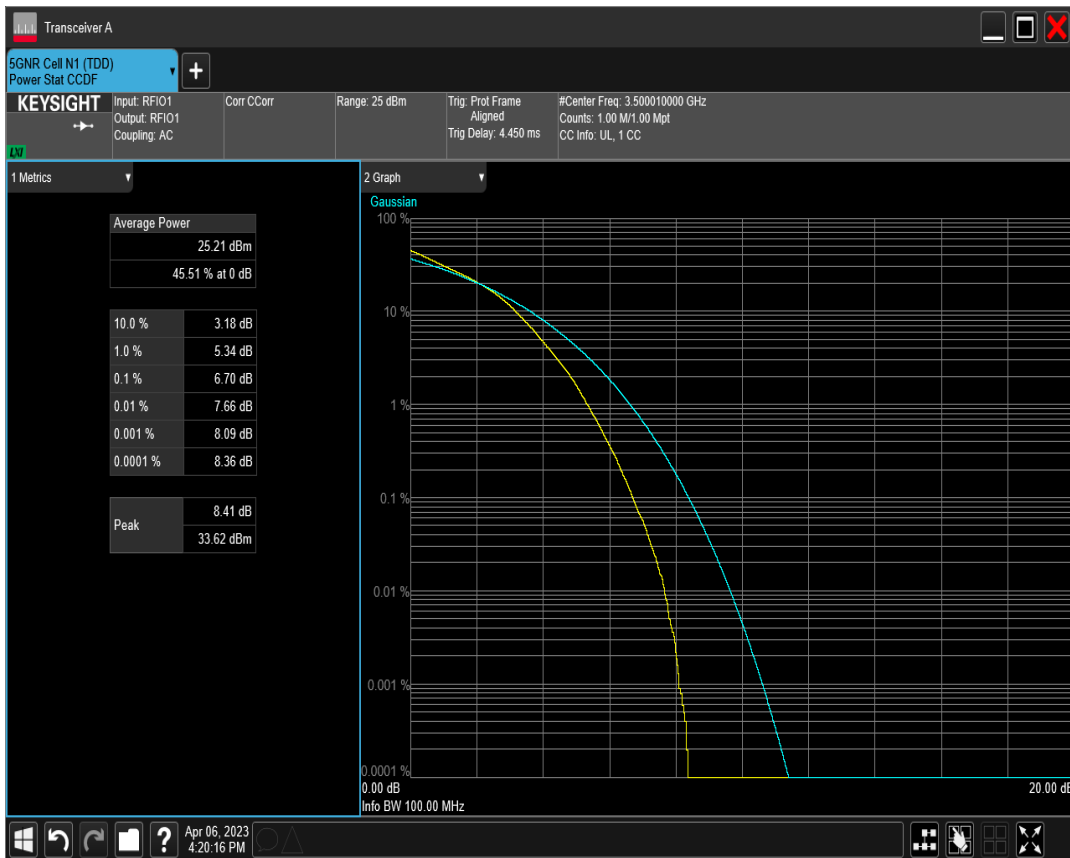 Transceiver A
5GNR Cell N1 (TDD)
Power Stat CCDF
+
KEYSIGHT
LXI
Input: RFIO1
Output: RFIO1
Coupling: AC
Corr CCorr
Range: 25 dBm
Trig: Prot Frame
Aligned
Trig Delay: 4.450 ms
#Center Freq: 3.500010000 GHz
Counts: 1.00 M/1.00 Mpt
CC Info: UL, 1 CC
1 Metrics
Average Power
25.21 dBm
45.51 % at 0 dB
10.0 % 3.18 dB
1.0 % 5.34 dB
0.1 % 6.70 dB
0.01 % 7.66 dB
0.001 % 8.09 dB
0.0001 % 8.36 dB
Peak
8.41 dB
33.62 dBm
2 Graph
Gaussian
100 %
10 %
1 %
0.1 %
0.01 %
0.001 %
0.0001 %
0.00 dB 20.00 dB
Info BW 100.00 MHz
?
Apr 06, 2023
4:20:16 PM